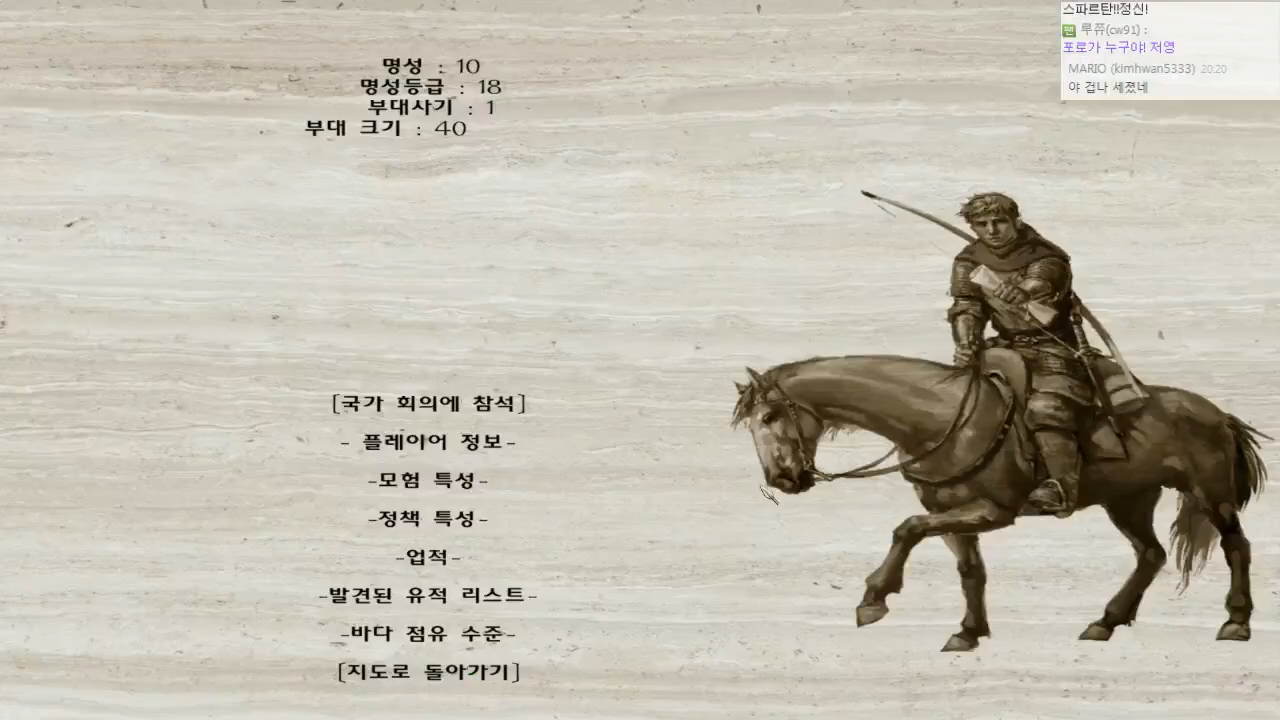 스파르탄!!정신!
팬 루퓨(cw91) :
포로가 누구야! 저영
MARIO (kimhwan5333) 20:20
야 겁나 세졌네
명성 : 10
명성등급 : 18
부대사기 : 1
부대 크기 : 40
[국가 회의에 참석]
- 플레이어 정보-
-모험 특성-
-정책 특성-
-업적-
-발견된 유적 리스트-
-바다 점유 수준-
[지도로 돌아가기]